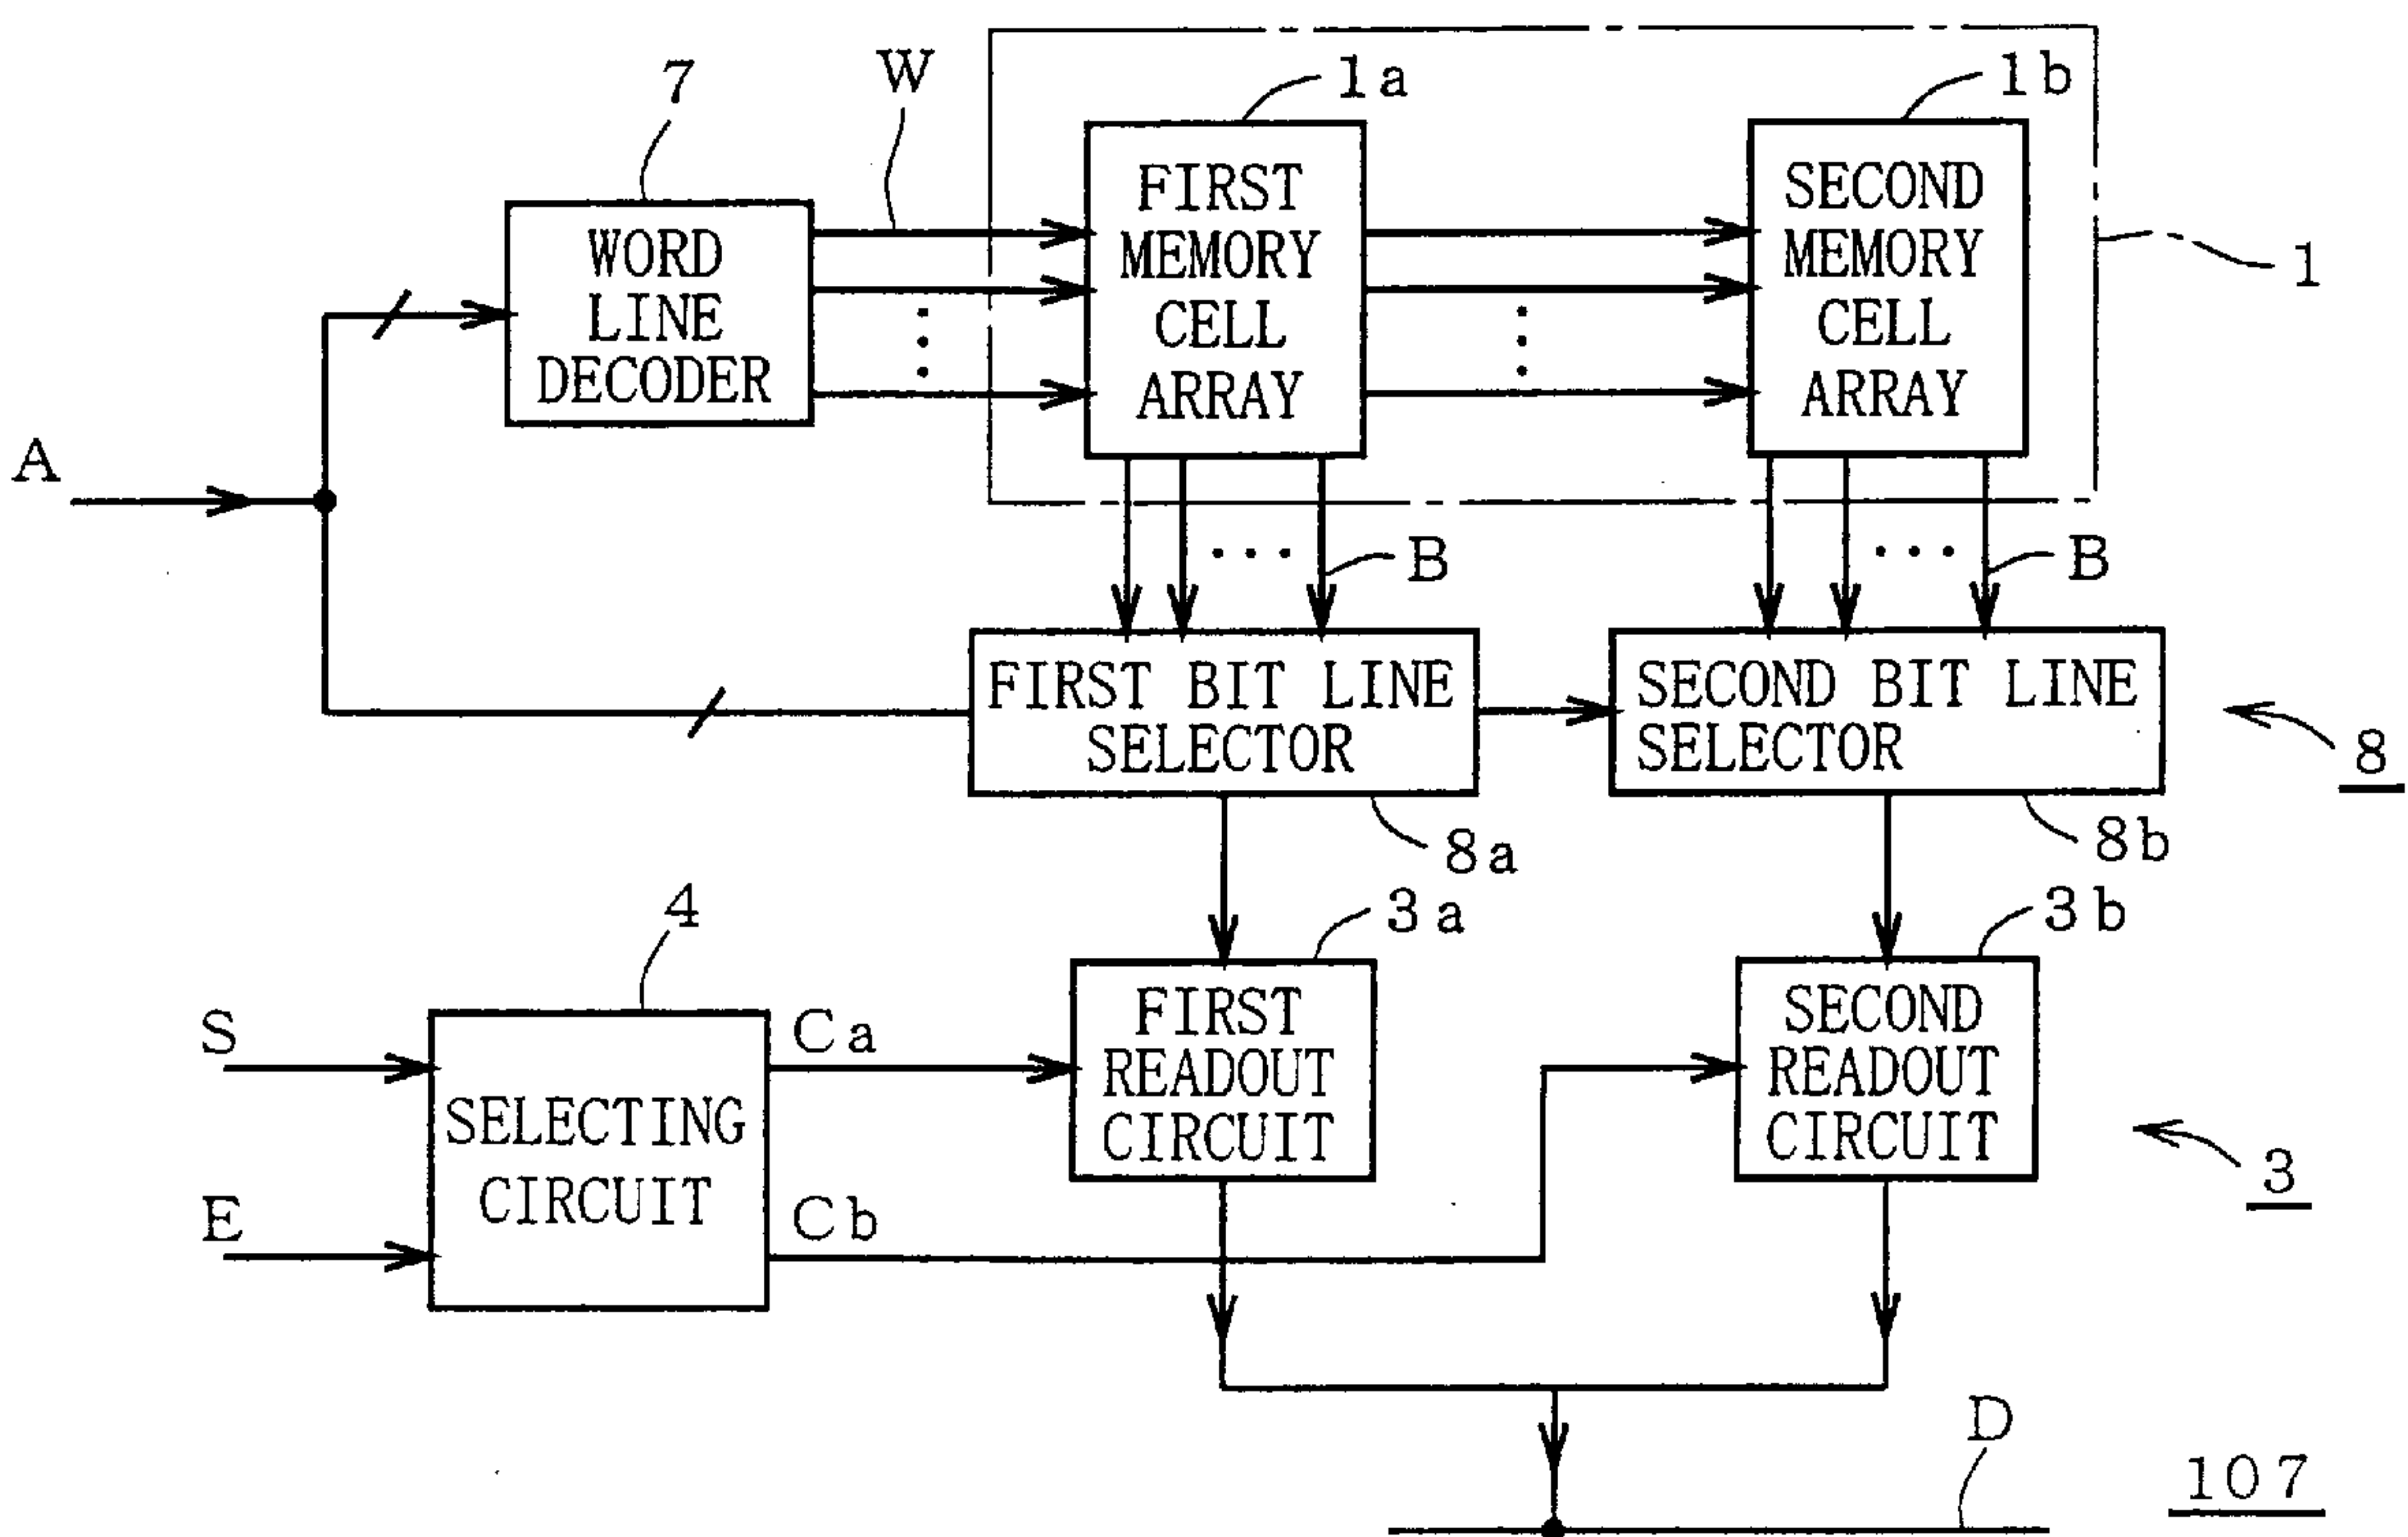 7
W
1a
1b
WORD
LINE
DECODER
FIRST
MEMORY
CELL
ARRAY
SECOND
MEMORY
CELL
ARRAY
1
A
B
B
FIRST BIT LINE
SELECTOR
SECOND BIT LINE
SELECTOR
8
8a
8b
4
3a
3b
S
E
SELECTING
CIRCUIT
Ca
Cb
FIRST
READOUT
CIRCUIT
SECOND
READOUT
CIRCUIT
3
D
107